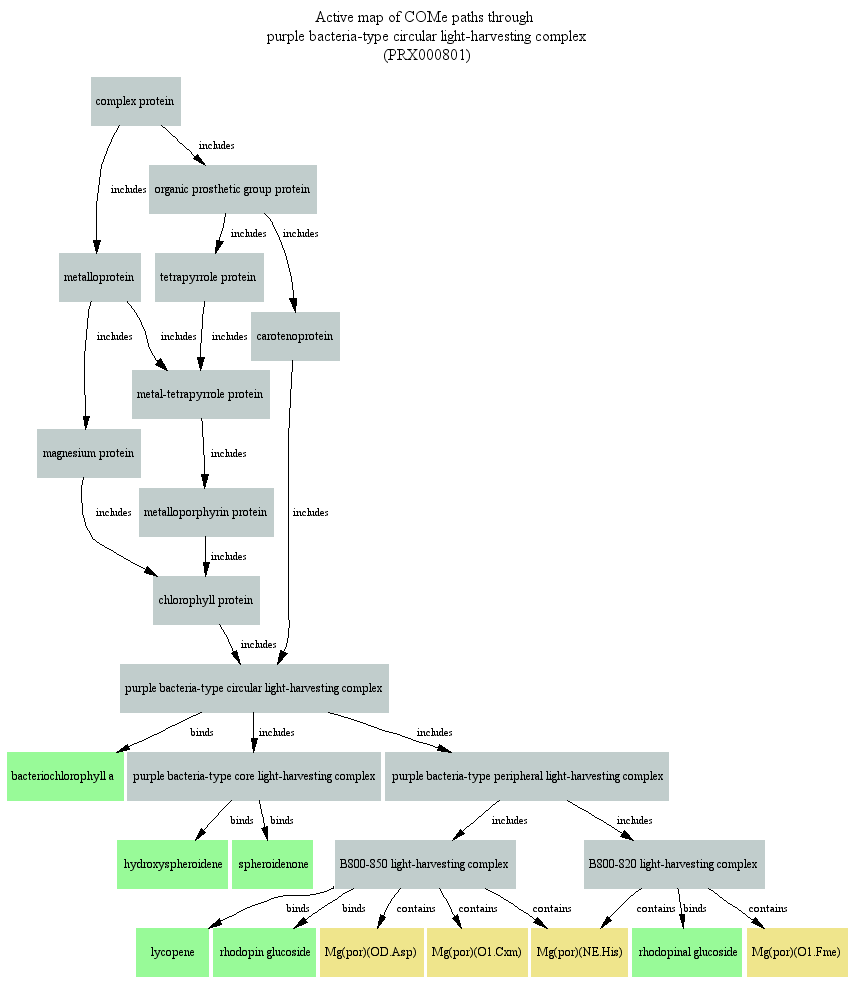 Active map of COMe paths through
purple bacteria-type circular light-harvesting complex
(PRX000801)
complex protein
includes
includes
organic prosthetic group protein
includes
includes
metalloprotein
tetrapyrrole protein
includes
includes
includes
carotenoprotein
metal-tetrapyrrole protein
magnesium protein
includes
includes
metalloporphyrin protein
includes
includes
chlorophyll protein
includes
purple bacteria-type circular light-harvesting complex
binds
includes
includes
bacteriochlorophyll a
purple bacteria-type core light-harvesting complex
purple bacteria-type peripheral light-harvesting complex
binds
binds
includes
includes
hydroxyspheroidene
spheroidenone
B800-850 light-harvesting complex
B800-820 light-harvesting complex
binds
binds
contains
contains
contains
contains
binds
contains
lycopene
rhodopin glucoside
Mg(por)(OD.Asp)
Mg(por)(O1.Cxm)
Mg(por)(NE.His)
rhodopinal glucoside
Mg(por)(O1.Fme)